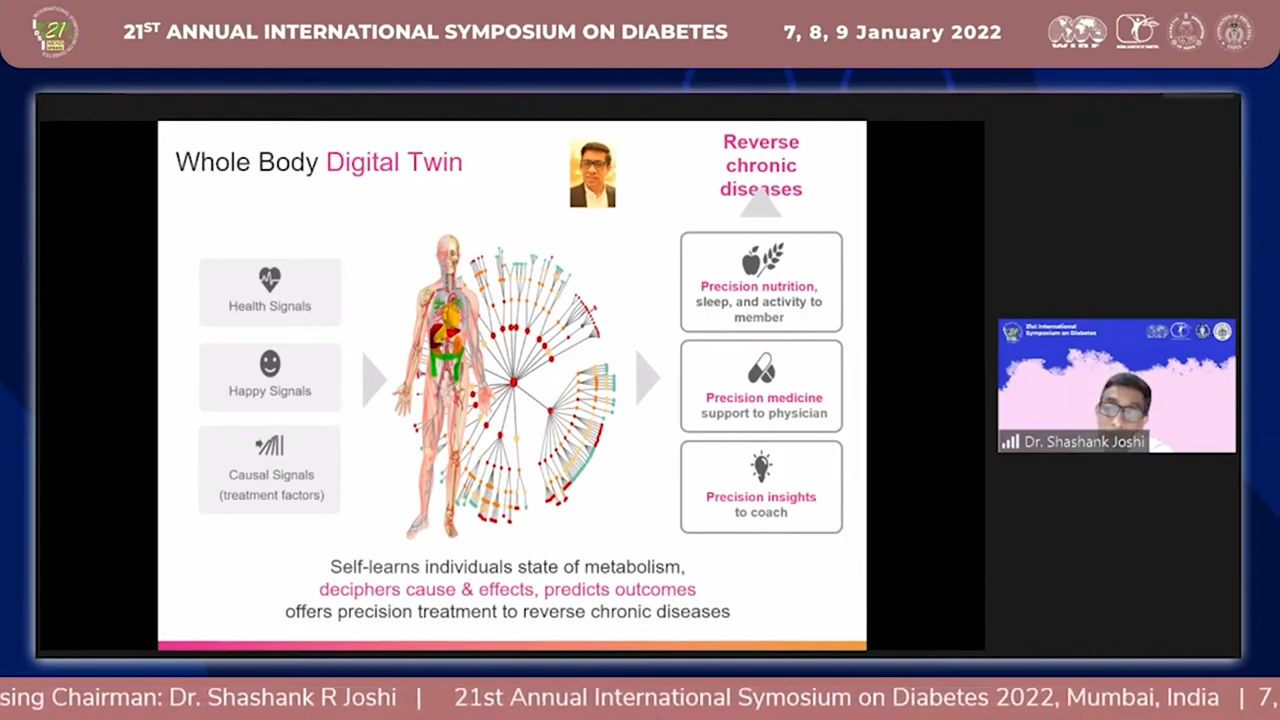 21ST ANNUAL INTERNATIONAL SYMPOSIUM ON DIABETES
7, 8, 9 January 2022
21
WIRF
Whole Body Digital Twin
Reverse
chronic
diseases
Health Signals
Happy Signals
Causal Signals
(treatment factors)
Precision nutrition,
sleep, and activity to
member
Precision medicine
support to physician
Precision insights
to coach
Self-learns individuals state of metabolism,
deciphers cause & effects, predicts outcomes
offers precision treatment to reverse chronic diseases
21st International
Symposium on Diabetes
Dr. Shashank Joshi
sing Chairman: Dr. Shashank R Joshi | 21st Annual International Symposium on Diabetes 2022, Mumbai, India | 7,